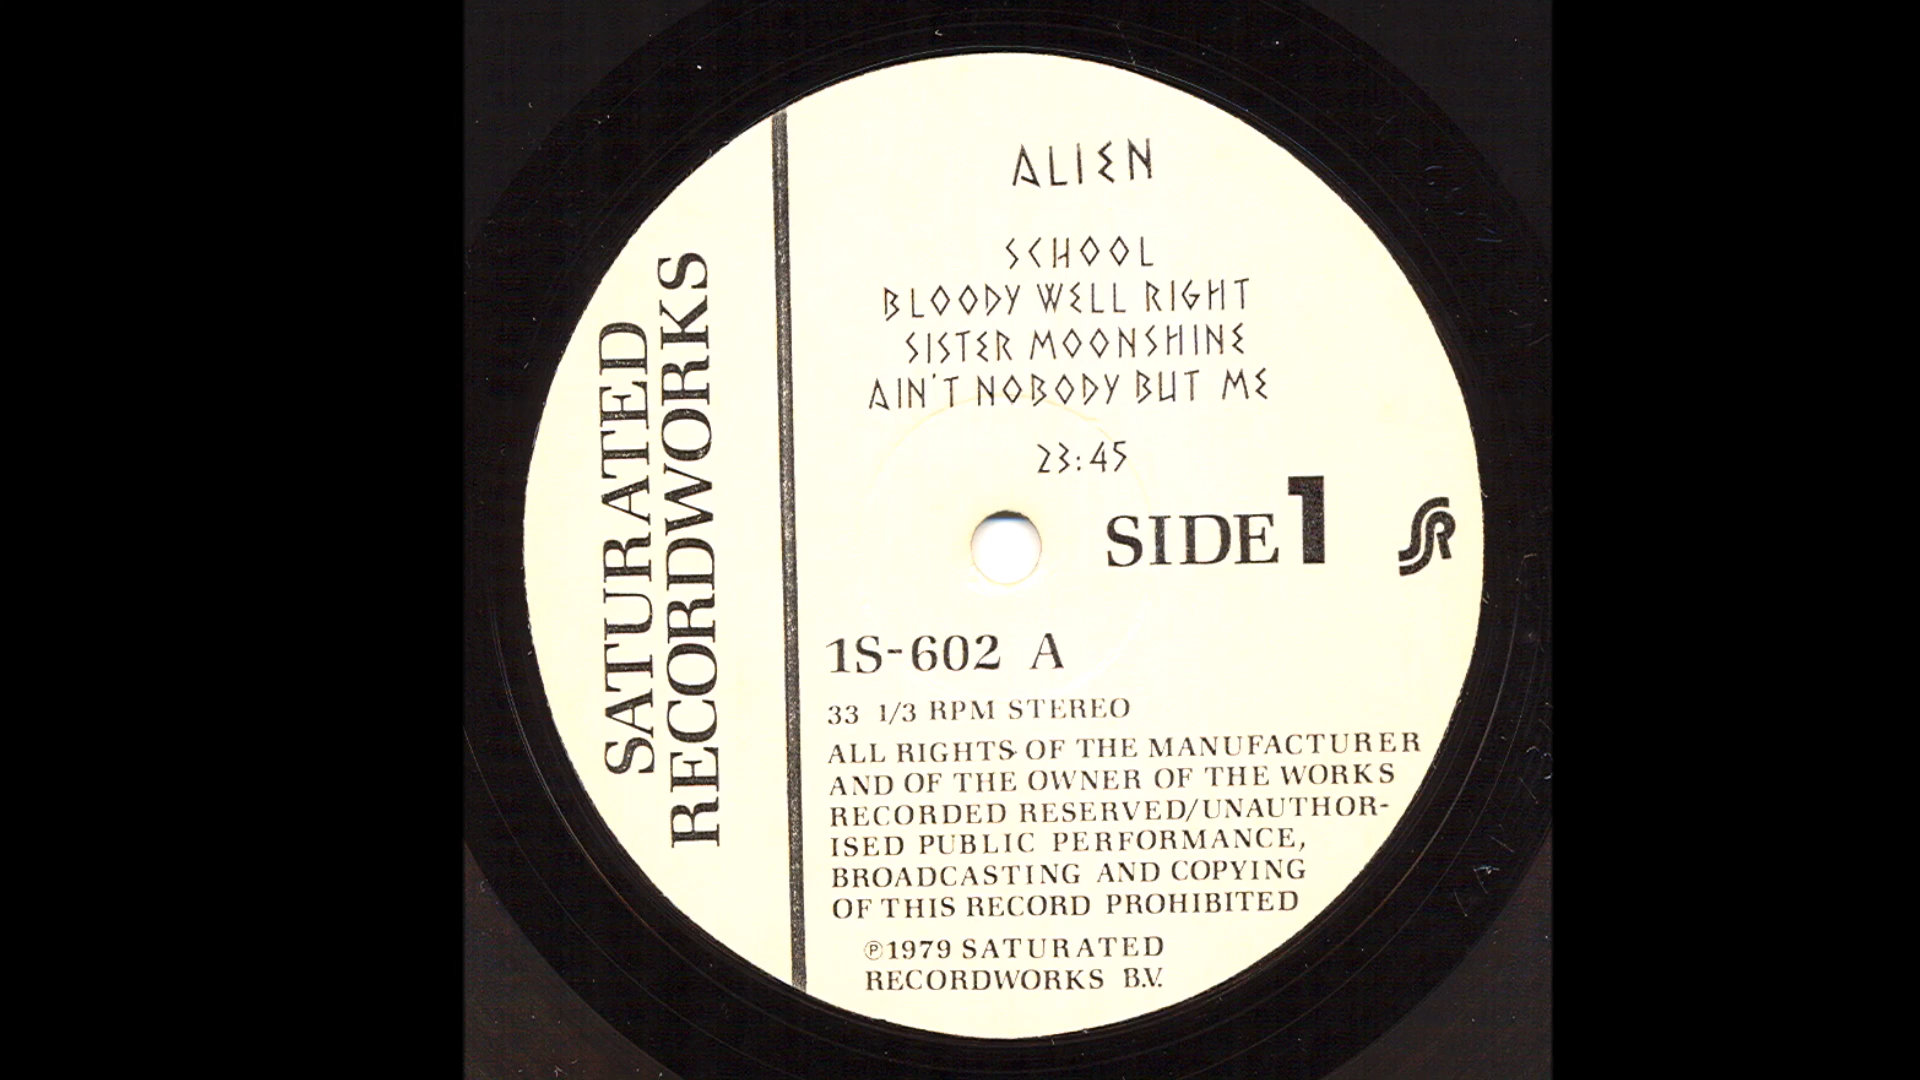 SATURATED
RECORDWORKS
ALIEN
SCHOOL
BLOODY WELL RIGHT
SISTER MOONSHINE
AIN'T NOBODY BUT ME
23:45
SIDE 1
SR
1S-602 A
33 1/3 RPM STEREO
ALL RIGHTS OF THE MANUFACTURER
AND OF THE OWNER OF THE WORKS
RECORDED RESERVED/UNAUTHOR-
ISED PUBLIC PERFORMANCE,
BROADCASTING AND COPYING
OF THIS RECORD PROHIBITED
℗1979 SATURATED
RECORDWORKS B.V.